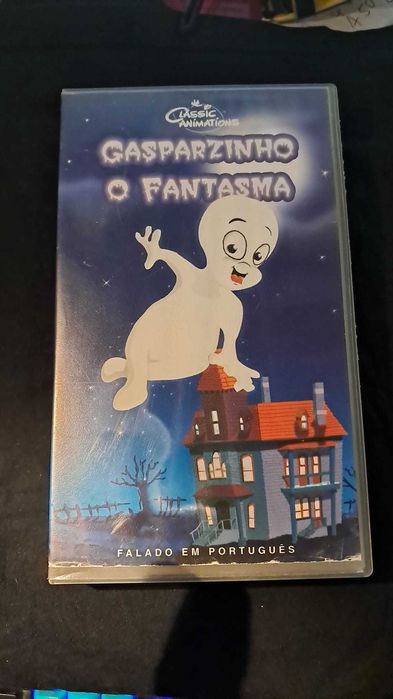 CLASSIC
ANIMATIONS
GASPARZINHO
O FANTASMA
FALADO EM PORTUGUÊS